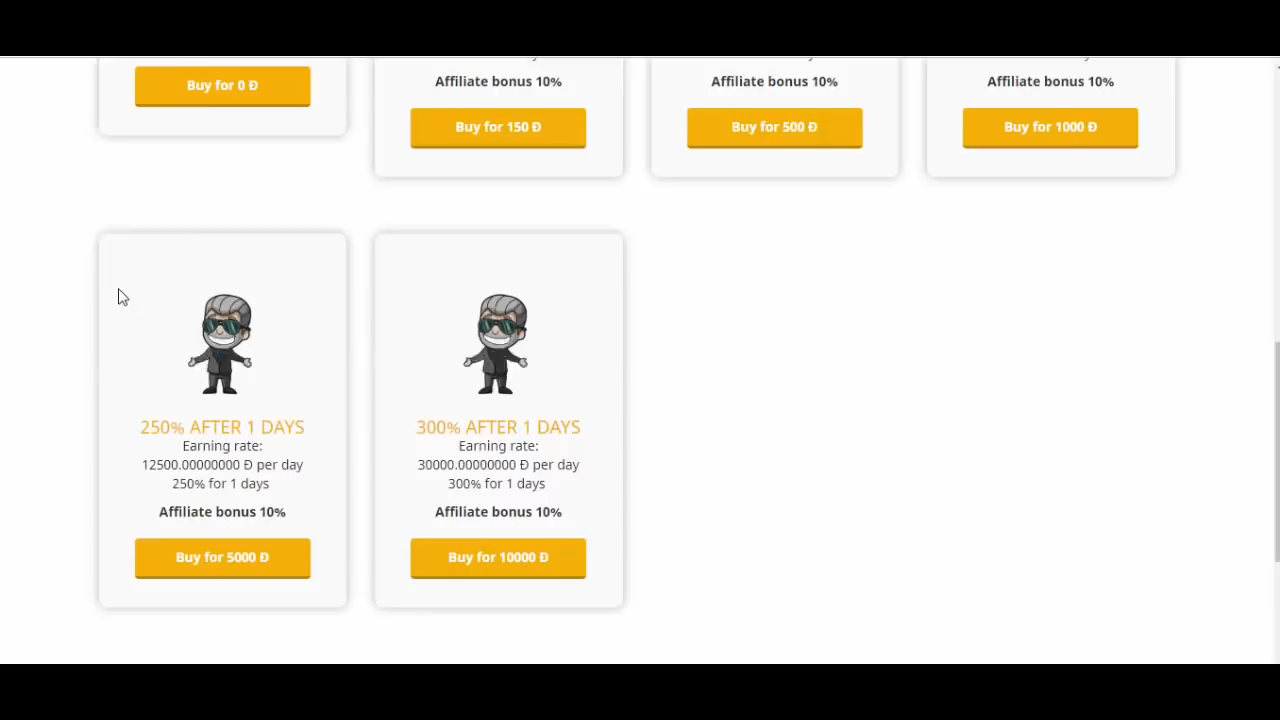 Buy for 0 Đ
Affiliate bonus 10%
Buy for 150 Đ
Affiliate bonus 10%
Buy for 500 Đ
Affiliate bonus 10%
Buy for 1000 Đ
250% AFTER 1 DAYS
Earning rate:
12500.00000000 Đ per day
250% for 1 days
Affiliate bonus 10%
Buy for 5000 Đ
300% AFTER 1 DAYS
Earning rate:
30000.00000000 Đ per day
300% for 1 days
Affiliate bonus 10%
Buy for 10000 Đ